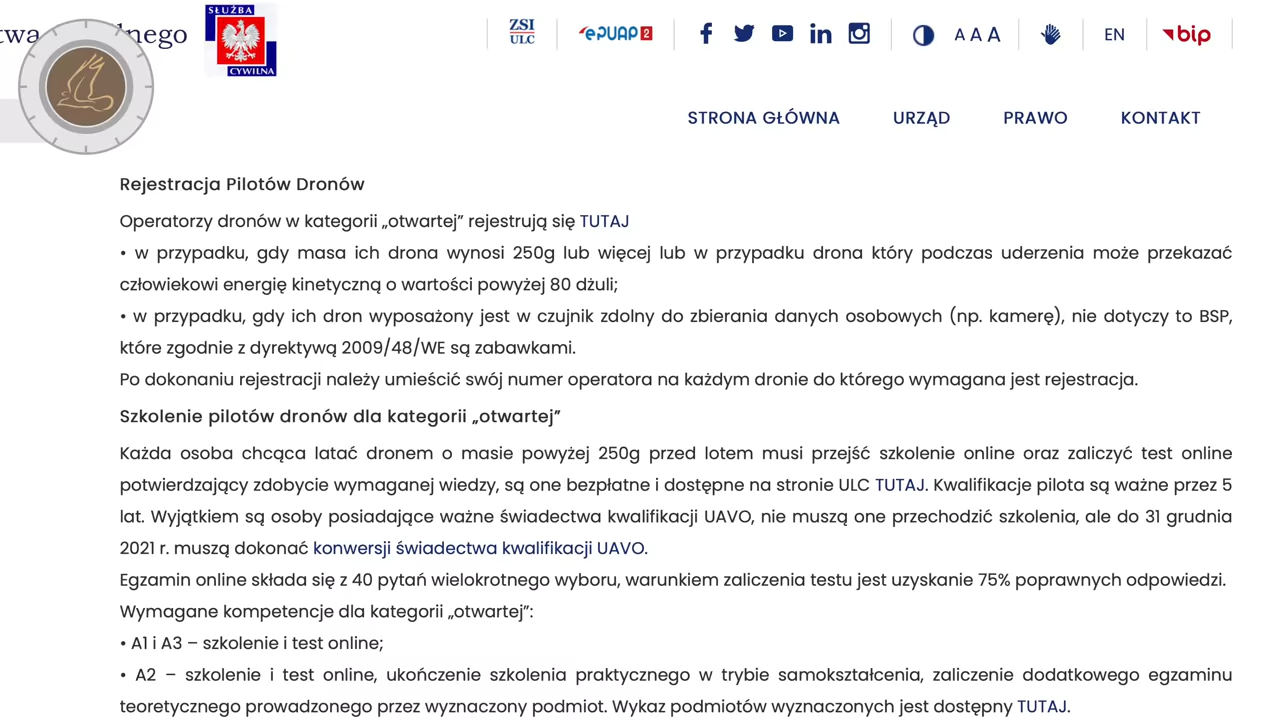 nego
SŁUŻBA
CYWILNA
ZSI
ULC
ePUAP2
A A A
EN
bip
STRONA GŁÓWNA URZĄD PRAWO KONTAKT
Rejestracja Pilotów Dronów
Operatorzy dronów w kategorii „otwartej” rejestrują się TUTAJ
• w przypadku, gdy masa ich drona wynosi 250g lub więcej lub w przypadku drona który podczas uderzenia może przekazać
człowiekowi energię kinetyczną o wartości powyżej 80 dżuli;
• w przypadku, gdy ich dron wyposażony jest w czujnik zdolny do zbierania danych osobowych (np. kamerę), nie dotyczy to BSP,
które zgodnie z dyrektywą 2009/48/WE są zabawkami.
Po dokonaniu rejestracji należy umieścić swój numer operatora na każdym dronie do którego wymagana jest rejestracja.
Szkolenie pilotów dronów dla kategorii „otwartej”
Każda osoba chcąca latać dronem o masie powyżej 250g przed lotem musi przejść szkolenie online oraz zaliczyć test online
potwierdzający zdobycie wymaganej wiedzy, są one bezpłatne i dostępne na stronie ULC TUTAJ. Kwalifikacje pilota są ważne przez 5
lat. Wyjątkiem są osoby posiadające ważne świadectwa kwalifikacji UAVO, nie muszą one przechodzić szkolenia, ale do 31 grudnia
2021 r. muszą dokonać konwersji świadectwa kwalifikacji UAVO.
Egzamin online składa się z 40 pytań wielokrotnego wyboru, warunkiem zaliczenia testu jest uzyskanie 75% poprawnych odpowiedzi.
Wymagane kompetencje dla kategorii „otwartej”:
• A1 i A3 – szkolenie i test online;
• A2 – szkolenie i test online, ukończenie szkolenia praktycznego w trybie samokształcenia, zaliczenie dodatkowego egzaminu
teoretycznego prowadzonego przez wyznaczony podmiot. Wykaz podmiotów wyznaczonych jest dostępny TUTAJ.